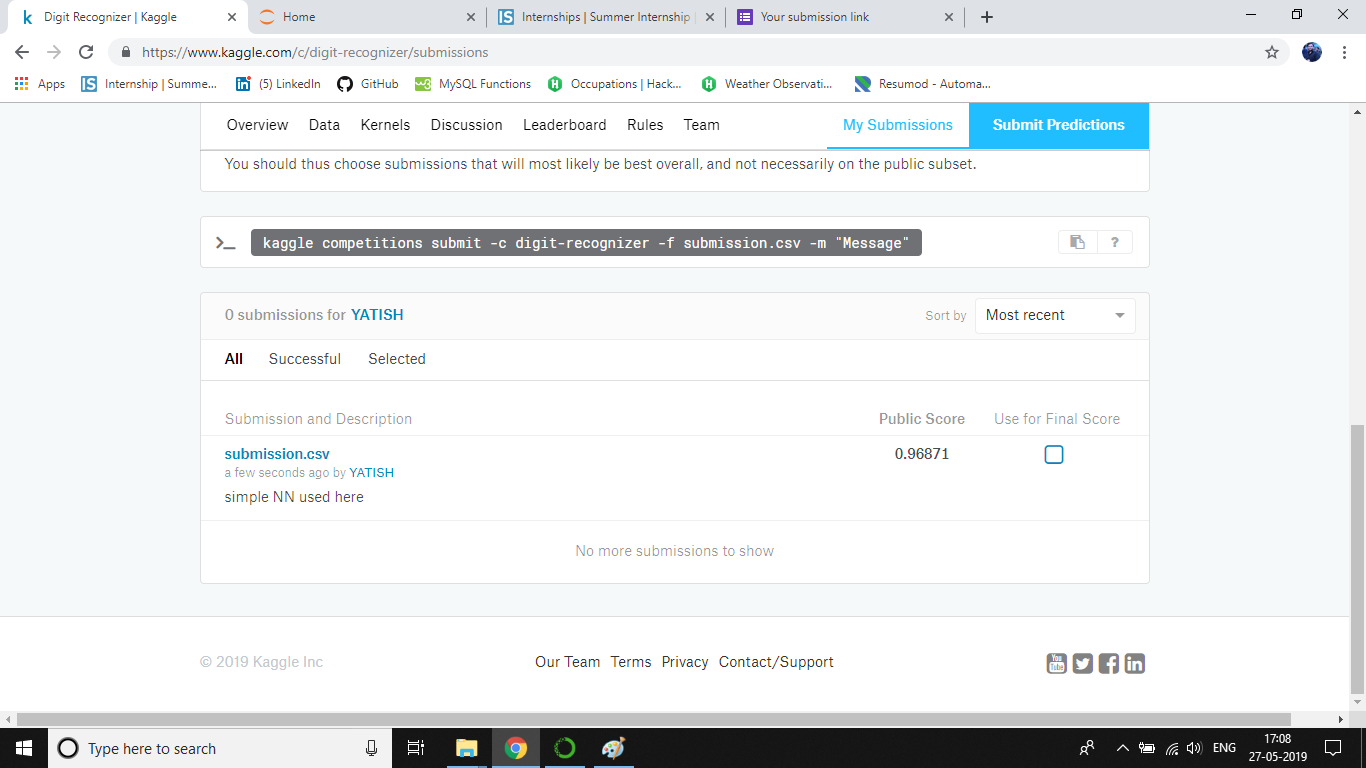 Digit Recognizer | Kaggle
Home
Internships | Summer Internship |
Your submission link
https://www.kaggle.com/c/digit-recognizer/submissions
Apps
Internship | Summe...
(5) LinkedIn
GitHub
MySQL Functions
Occupations | Hack...
Weather Observati...
Resumod - Automa...
Overview Data Kernels Discussion Leaderboard Rules Team My Submissions Submit Predictions
You should thus choose submissions that will most likely be best overall, and not necessarily on the public subset.
>_ kaggle competitions submit -c digit-recognizer -f submission.csv -m "Message" ?
0 submissions for YATISH
Sort by Most recent
All Successful Selected
Submission and Description Public Score Use for Final Score
submission.csv 0.96871
a few seconds ago by YATISH
simple NN used here
No more submissions to show
© 2019 Kaggle Inc Our Team Terms Privacy Contact/Support You Tube
Type here to search
ENG
17:08
27-05-2019